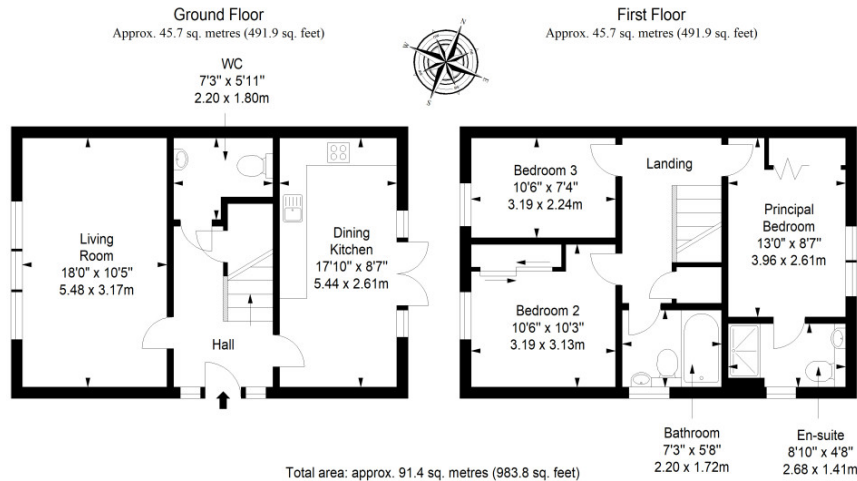 Ground Floor
Approx. 45.7 sq. metres (491.9 sq. feet)
WC
7'3" x 5'11"
2.20 x 1.80m
Living
Room
18'0" x 10'5"
5.48 x 3.17m
Dining
Kitchen
17'10" x 8'7"
5.44 x 2.61m
Hall
N
E
S
First Floor
Approx. 45.7 sq. metres (491.9 sq. feet)
Bedroom 3
10'6" x 7'4"
3.19 x 2.24m
Landing
Principal
Bedroom
13'0" x 8'7"
3.96 x 2.61m
Bedroom 2
10'6" x 10'3"
3.19 x 3.13m
Bathroom
7'3" x 5'8"
2.20 x 1.72m
En-suite
8'10" x 4'8"
2.68 x 1.41m
Total area: approx. 91.4 sq. metres (983.8 sq. feet)